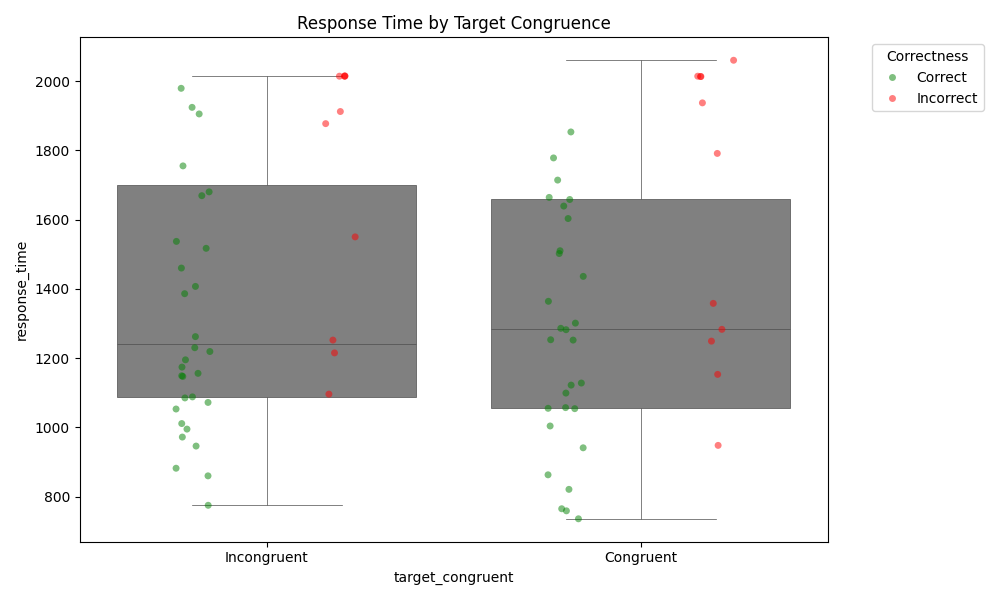 Response Time by Target Congruence
Correctness
Correct
Incorrect
2000
1800
1600
1400
1200
1000
800
response_time
Incongruent
Congruent
target_congruent